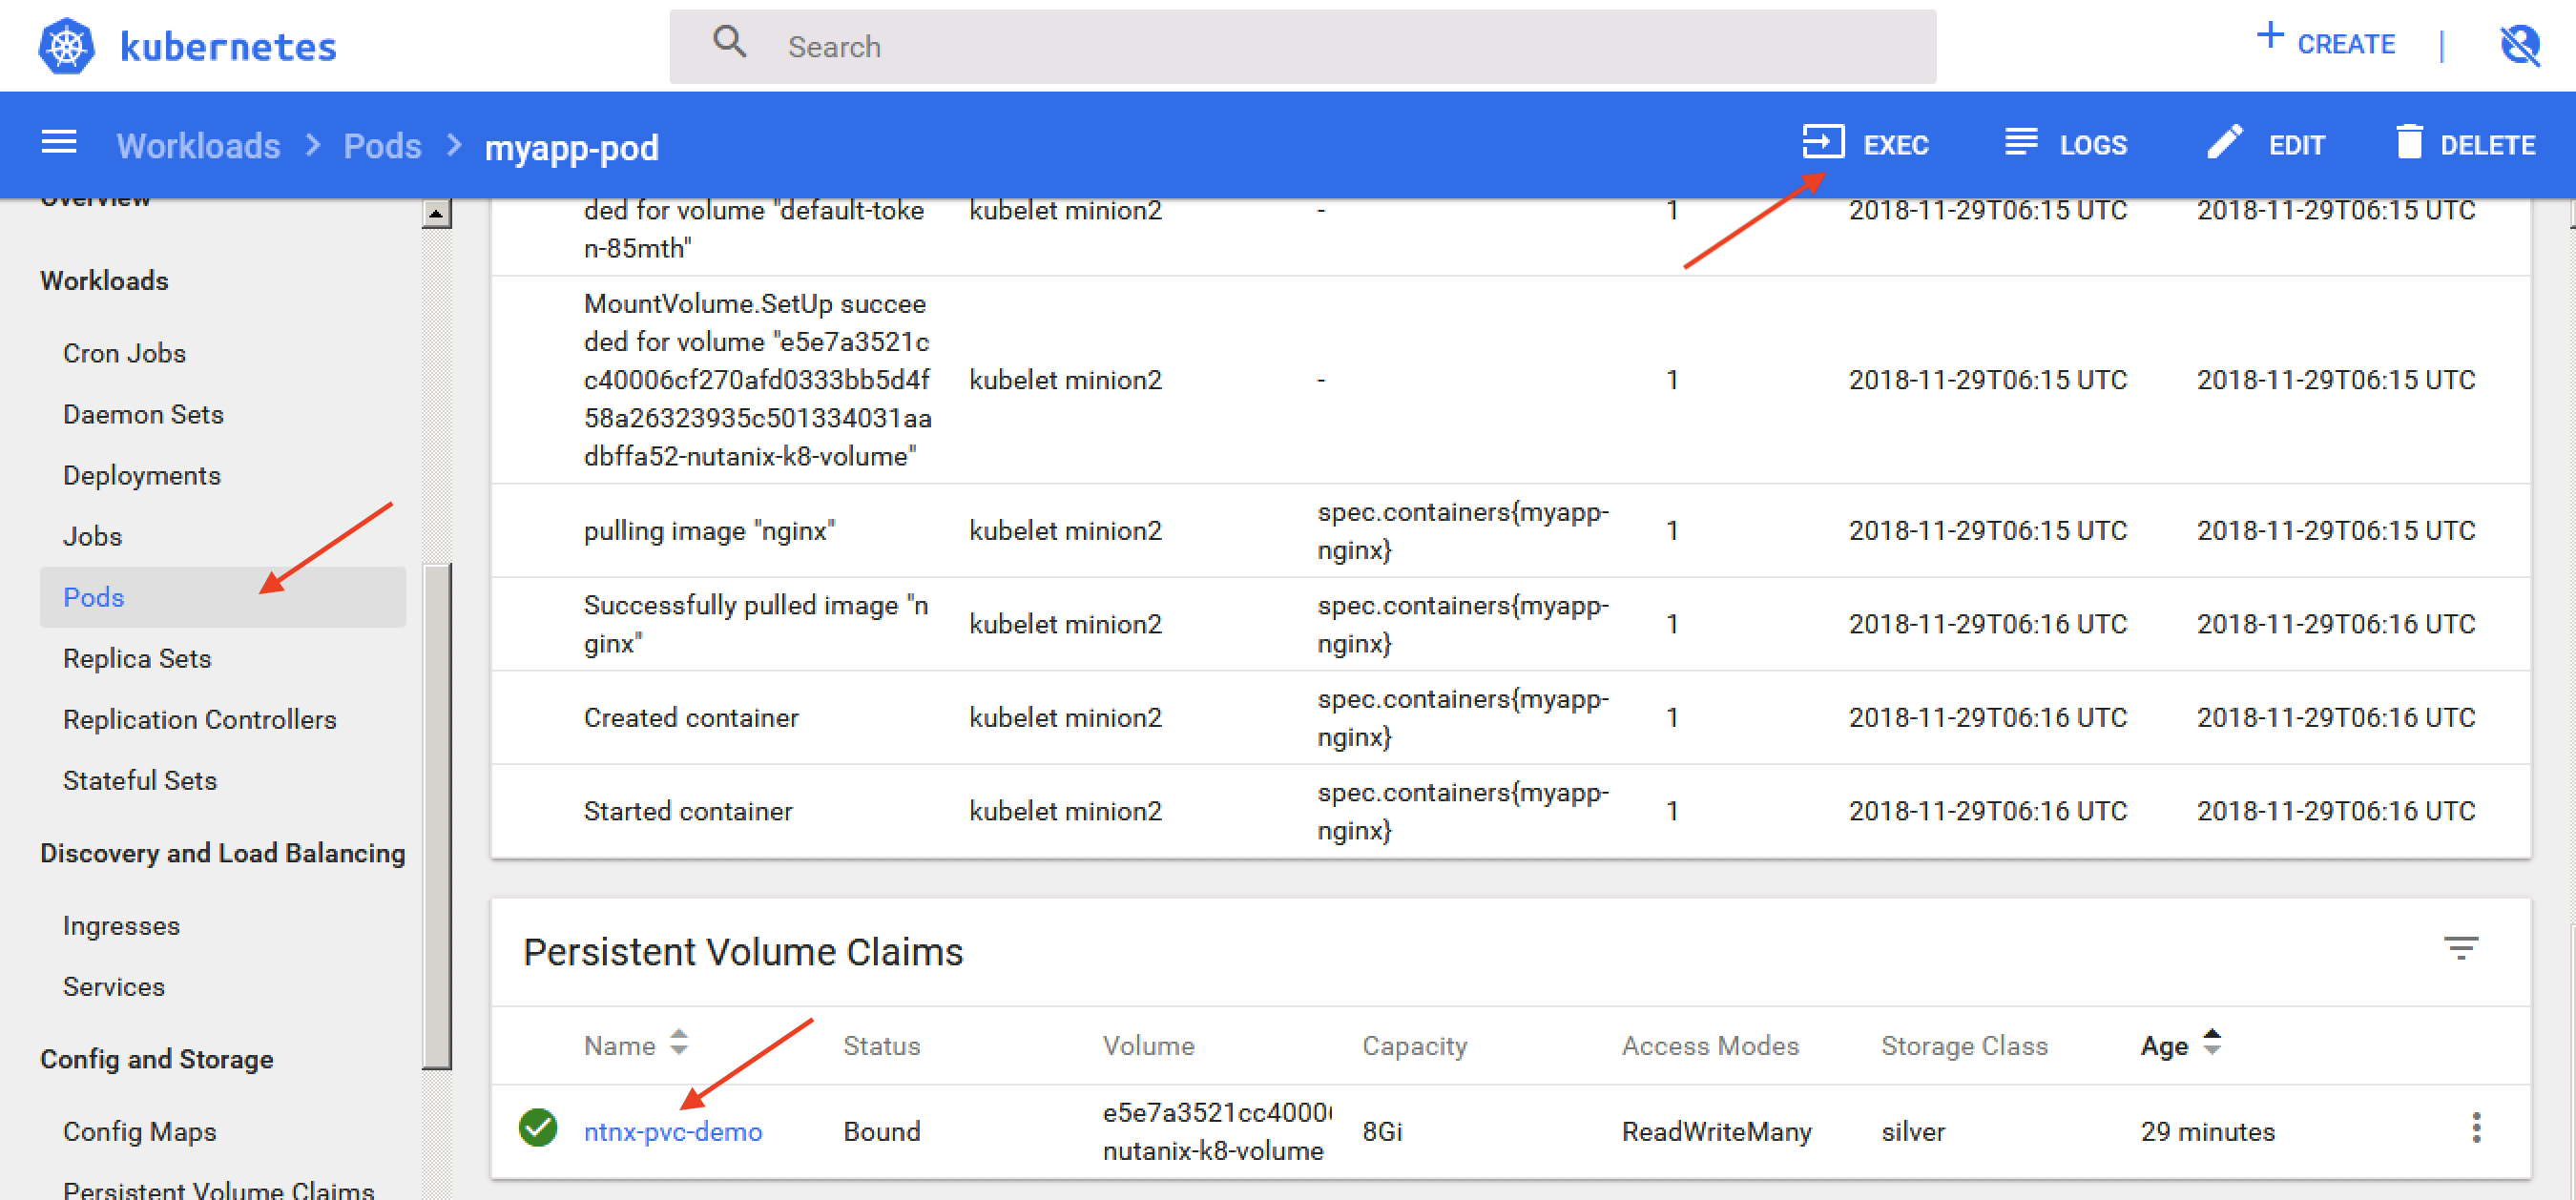 kubernetes
Search
CREATE
Workloads > Pods > myapp-pod
EXEC
LOGS
EDIT
DELETE
Overview
Workloads
Cron Jobs
Daemon Sets
Deployments
Jobs
Pods
Replica Sets
Replication Controllers
Stateful Sets
Discovery and Load Balancing
Ingresses
Services
Config and Storage
Config Maps
Persistent Volume Claims
ded for volume "default-toke
n-85mth"
kubelet minion2
-
1
2018-11-29T06:15 UTC
2018-11-29T06:15 UTC
MountVolume.SetUp succee
ded for volume "e5e7a3521c
c40006cf270afd0333bb5d4f
58a26323935c501334031aa
dbffa52-nutanix-k8-volume"
kubelet minion2
-
1
2018-11-29T06:15 UTC
2018-11-29T06:15 UTC
pulling image "nginx"
kubelet minion2
spec.containers{myapp-
nginx}
1
2018-11-29T06:15 UTC
2018-11-29T06:15 UTC
Successfully pulled image "n
ginx"
kubelet minion2
spec.containers{myapp-
nginx}
1
2018-11-29T06:16 UTC
2018-11-29T06:16 UTC
Created container
kubelet minion2
spec.containers{myapp-
nginx}
1
2018-11-29T06:16 UTC
2018-11-29T06:16 UTC
Started container
kubelet minion2
spec.containers{myapp-
nginx}
1
2018-11-29T06:16 UTC
2018-11-29T06:16 UTC
Persistent Volume Claims
Name
Status
Volume
Capacity
Access Modes
Storage Class
Age
ntnx-pvc-demo
Bound
e5e7a3521cc4000
nutanix-k8-volume
8Gi
ReadWriteMany
silver
29 minutes